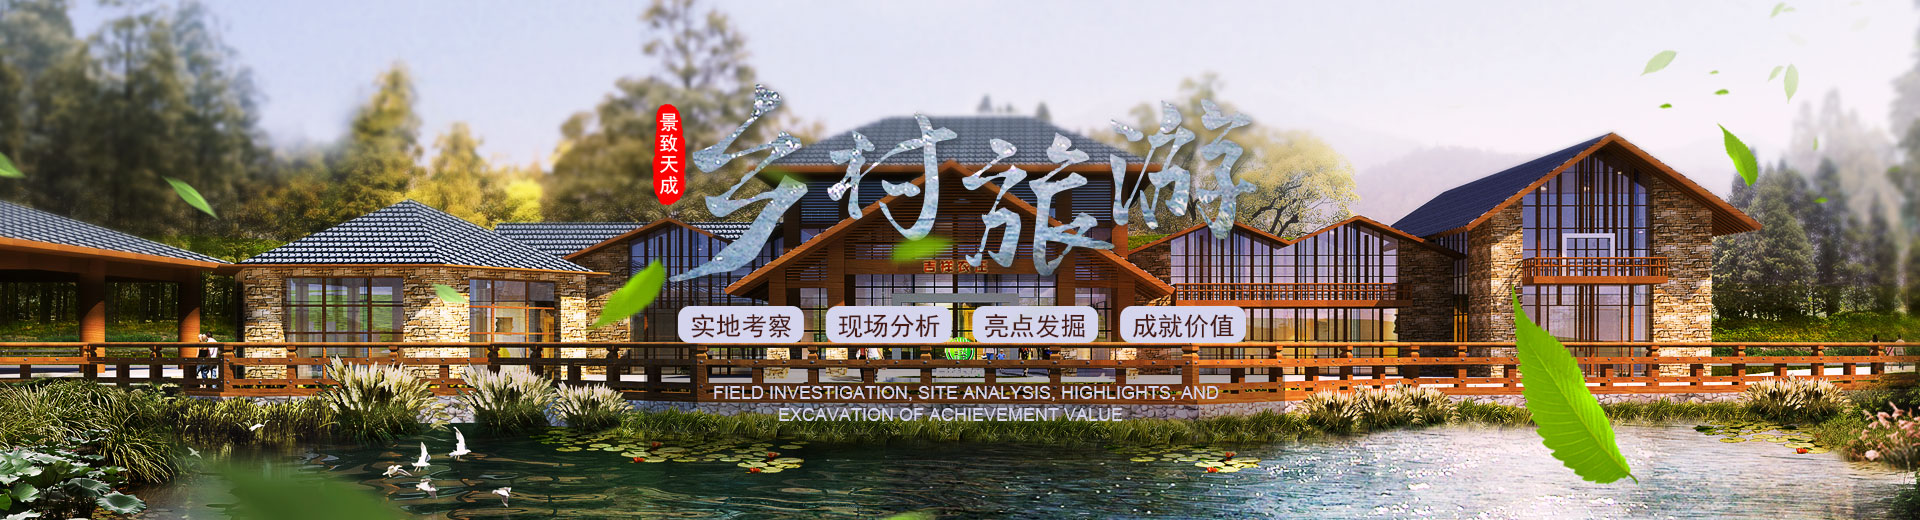 景致天成
乡村旅游
实地考察 现场分析 亮点发掘 成就价值
FIELD INVESTIGATION, SITE ANALYSIS, HIGHLIGHTS, AND
EXCAVATION OF ACHIEVEMENT VALUE